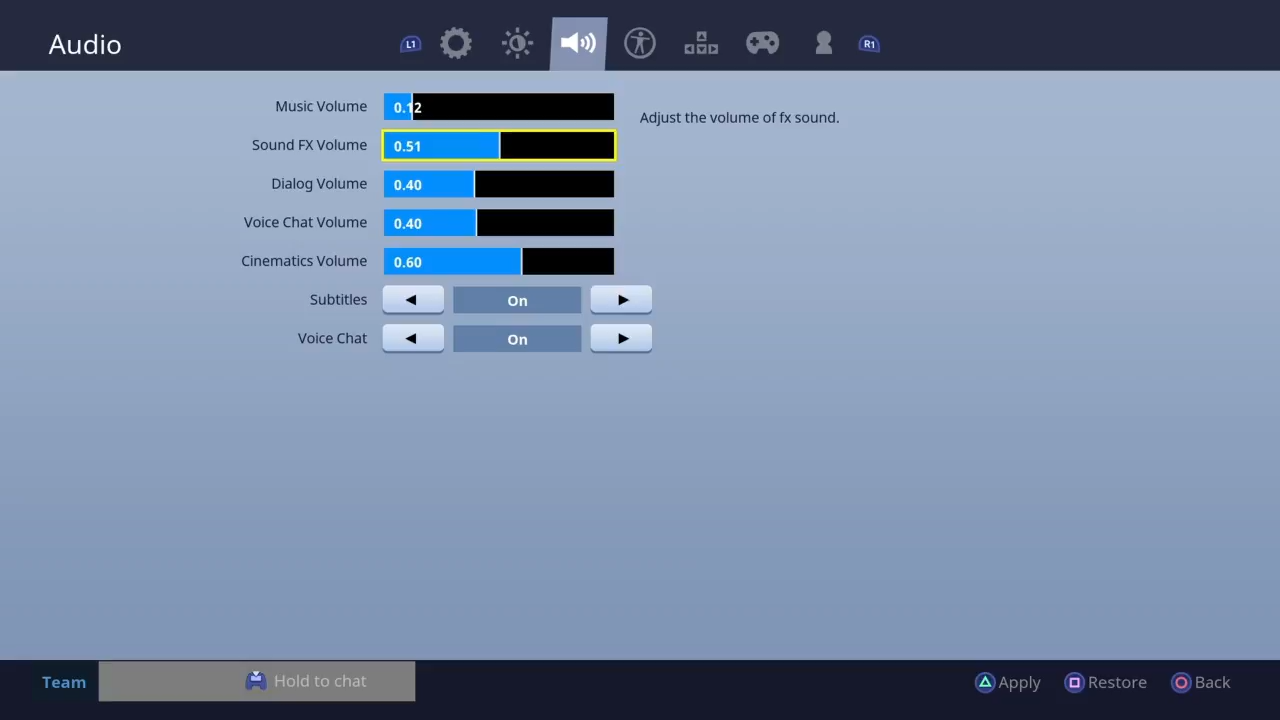 Audio
L1
R1
Music Volume 0.12
Adjust the volume of fx sound.
Sound FX Volume 0.51
Dialog Volume 0.40
Voice Chat Volume 0.40
Cinematics Volume 0.60
Subtitles On
Voice Chat On
Team Hold to chat Apply Restore Back